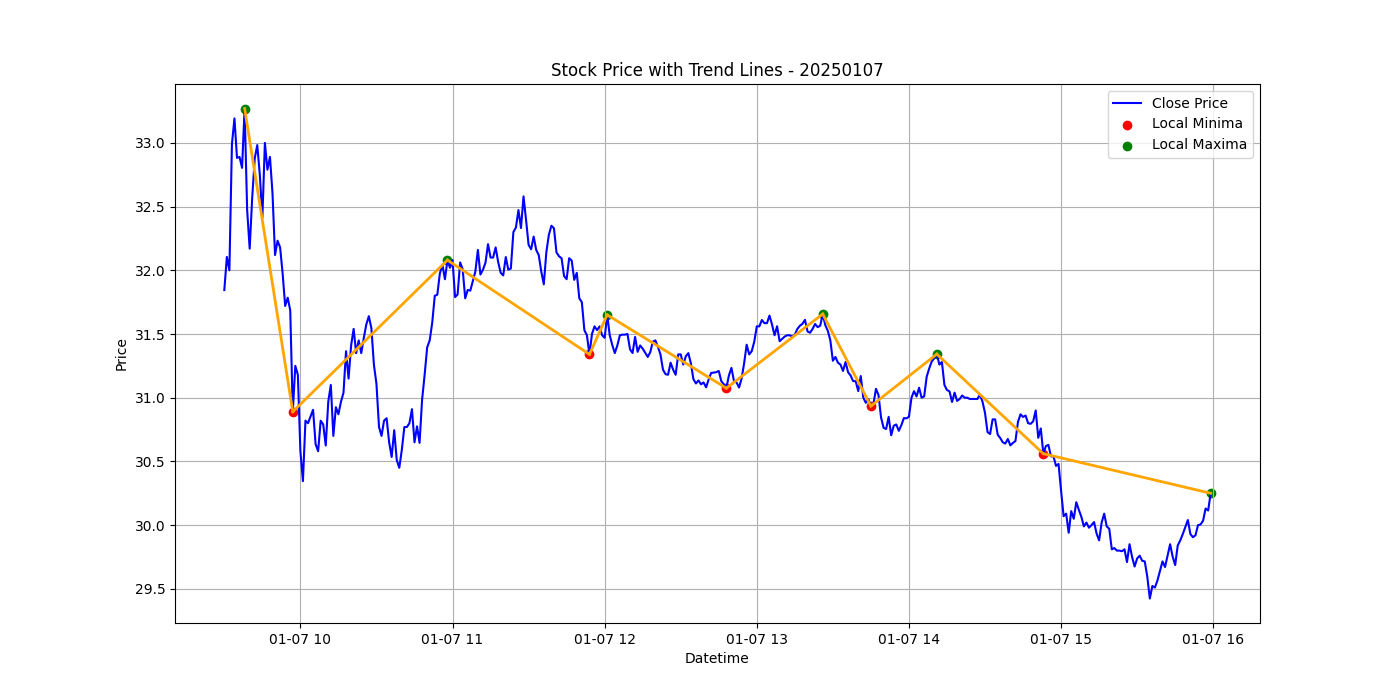 Stock Price with Trend Lines - 20250107
Close Price
Local Minima
Local Maxima
Price
33.0
32.5
32.0
31.5
31.0
30.5
30.0
29.5
01-07 10 01-07 11 01-07 12 01-07 13 01-07 14 01-07 15 01-07 16
Datetime